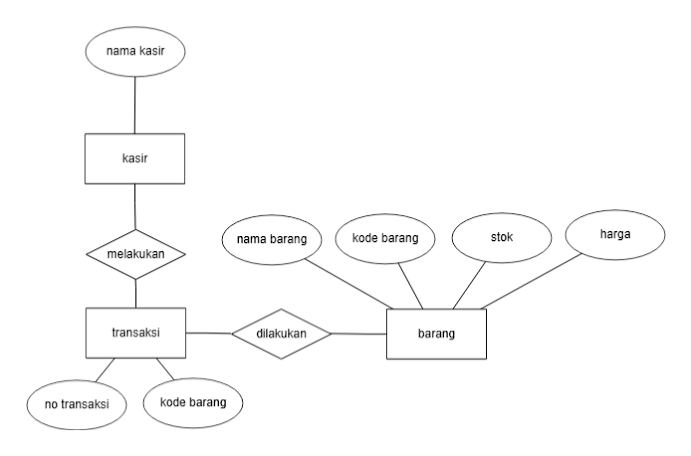 nama kasir
kasir
melakukan
nama barang
kode barang
stok
harga
transaksi
dilakukan
barang
no transaksi
kode barang